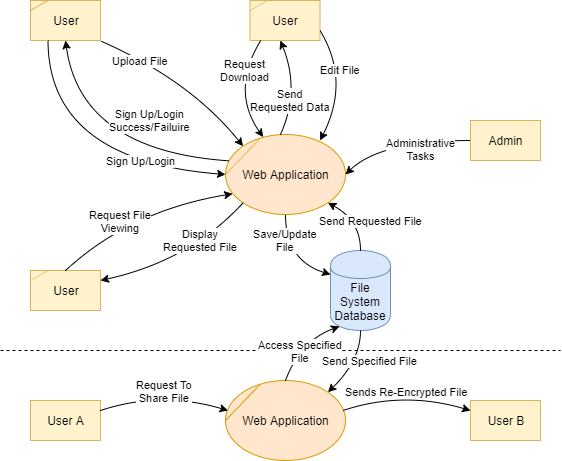 User
User
Upload File
Request
Download
Edit File
Send
Requested Data
Sign Up/Login
Success/Failuire
Sign Up/Login
Admin
Administrative
Tasks
Web Application
Request File
Viewing
Display
Requested File
Save/Update
File
Send Requested File
User
File
System
Database
Access Specified
File
Send Specified File
Request To
Share File
Sends Re-Encrypted File
User A
Web Application
User B